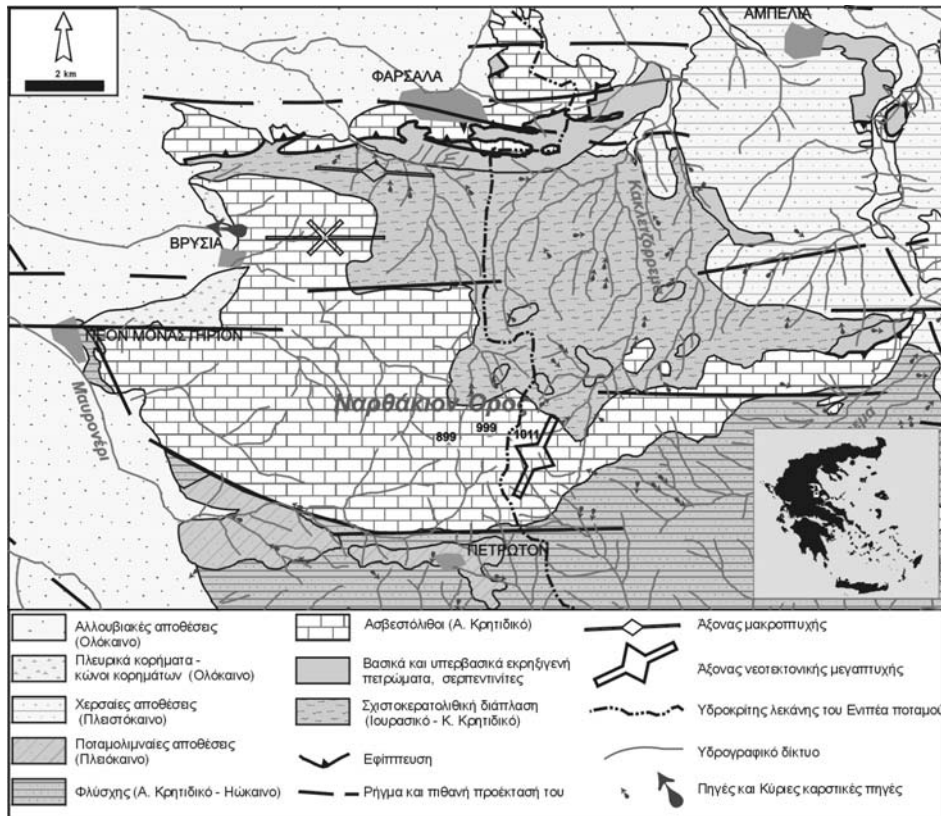 2 km
ΑΜΠΕΛΙΑ
ΦΑΡΣΑΛΑ
Κακλετζόρρεμα
ΒΡΥΣΙΑ
ΝΕΟΝ ΜΟΝΑΣΤΗΡΙΟΝ
Μαυρονέρι
Ναρθάκιον Όρος
899
999
1011
ΠΕΤΡΩΤΟΝ
Αλλουβιακές αποθέσεις
(Ολόκαινο)
Πλευρικά κορήματα -
κώνοι κορημάτων (Ολόκαινο)
Χερσαίες αποθέσεις
(Πλειστόκαινο)
Ποταμολιμναίες αποθέσεις
(Πλειόκαινο)
Φλύσχης (Α. Κρητιδικό - Ηώκαινο)
Ασβεστόλιθοι (Α. Κρητιδικό)
Βασικά και υπερβασικά εκρηξιγενή
πετρώματα, σερπεντινίτες
Σχιστοκερατολιθική διάπλαση
(Ιουρασικό - Κ. Κρητιδικό)
Εφίππευση
Ρήγμα και πιθανή προέκτασή του
Άξονας μακροπτυχής
Άξονας νεοτεκτονικής μεγαπτυχής
Υδροκρίτης λεκάνης του Ενιπέα ποταμού
Υδρογραφικό δίκτυο
Πηγές και Κύριες καρστικές πηγές